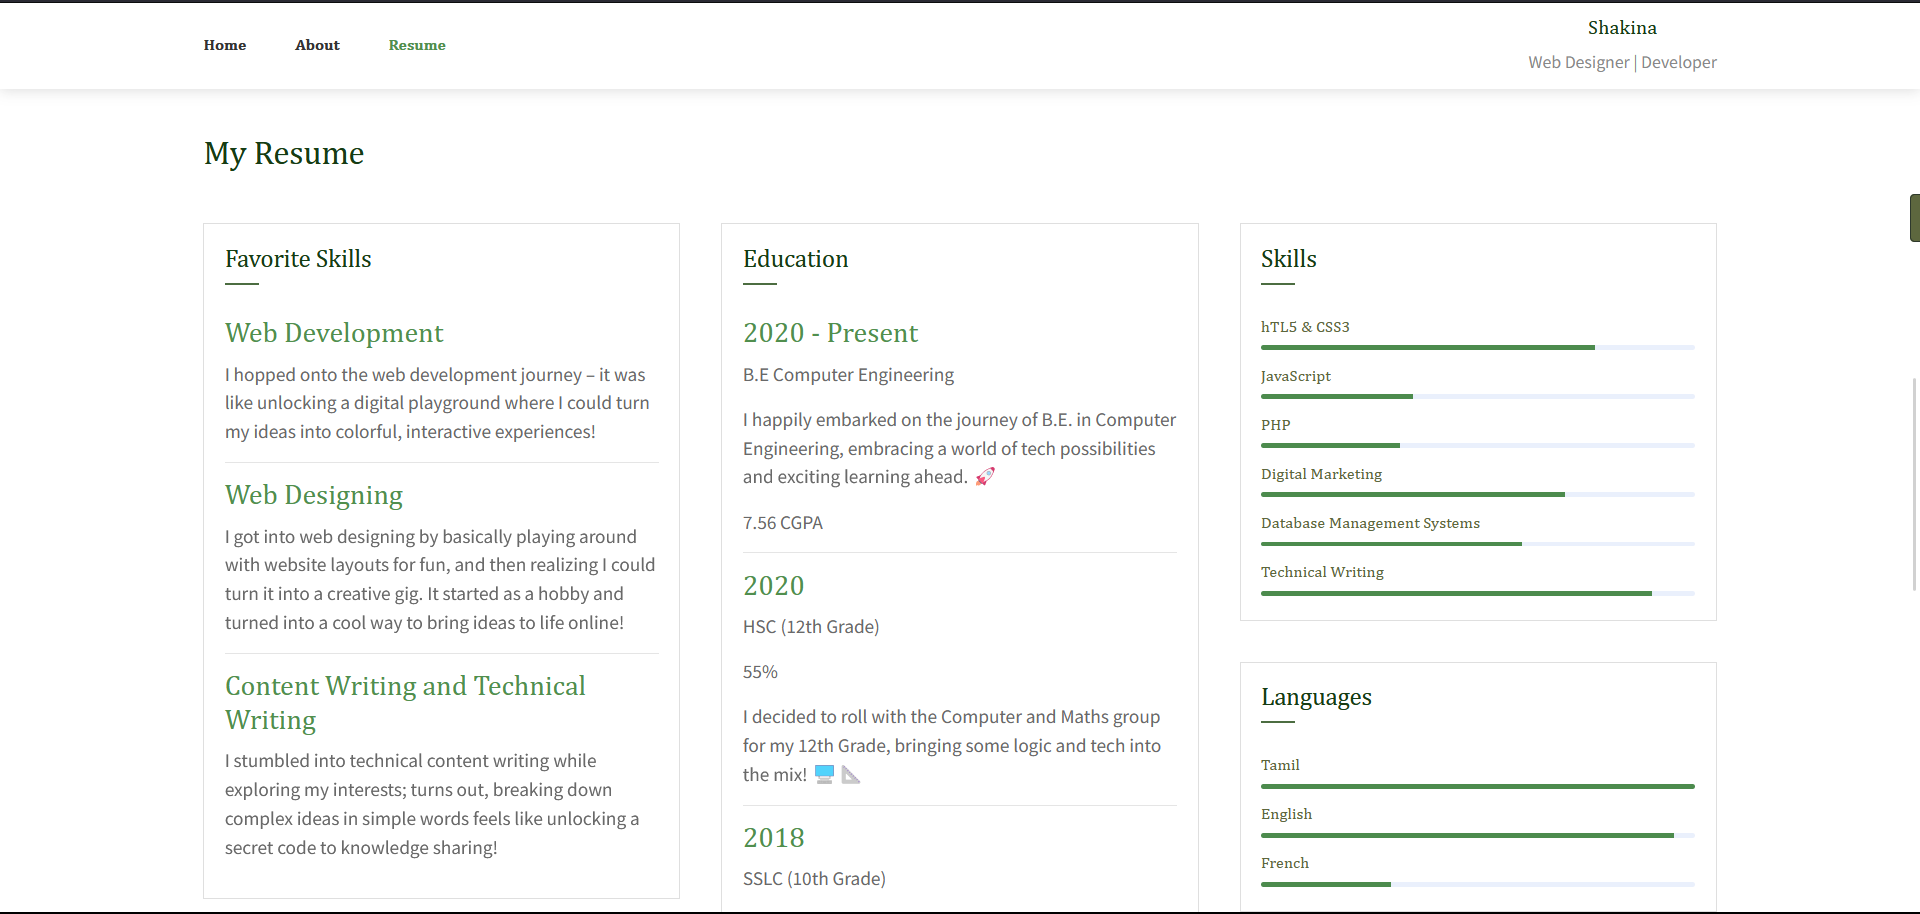 Home About Resume
Shakina
Web Designer | Developer
My Resume
Favorite Skills
Web Development
I hopped onto the web development journey – it was
like unlocking a digital playground where I could turn
my ideas into colorful, interactive experiences!
Web Designing
I got into web designing by basically playing around
with website layouts for fun, and then realizing I could
turn it into a creative gig. It started as a hobby and
turned into a cool way to bring ideas to life online!
Content Writing and Technical
Writing
I stumbled into technical content writing while
exploring my interests; turns out, breaking down
complex ideas in simple words feels like unlocking a
secret code to knowledge sharing!
Education
2020 - Present
B.E Computer Engineering
I happily embarked on the journey of B.E. in Computer
Engineering, embracing a world of tech possibilities
and exciting learning ahead. 🚀
7.56 CGPA
2020
HSC (12th Grade)
55%
I decided to roll with the Computer and Maths group
for my 12th Grade, bringing some logic and tech into
the mix! 🖥️ 📐
2018
SSLC (10th Grade)
Skills
hTL5 & CSS3
JavaScript
PHP
Digital Marketing
Database Management Systems
Technical Writing
Languages
Tamil
English
French